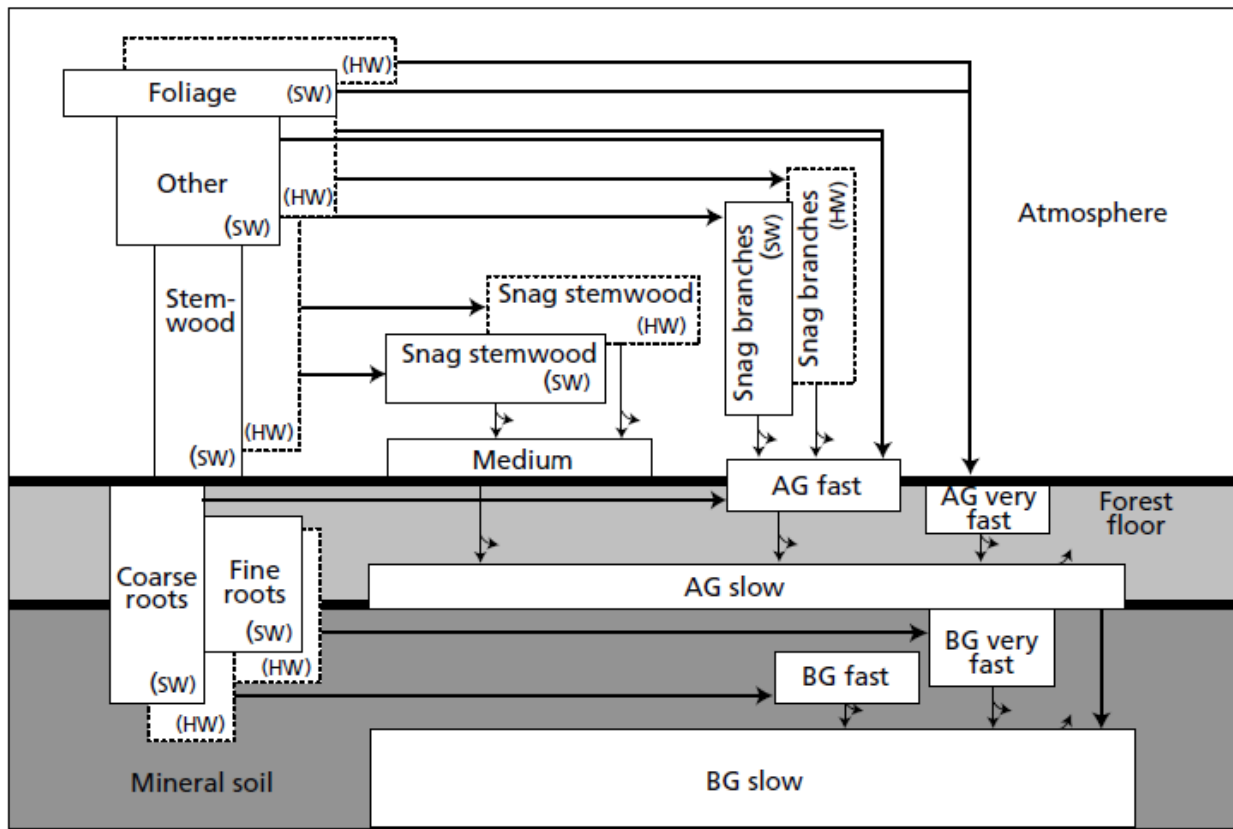 (HW)
Foliage (SW)
Other
(HW)
(SW)
Stem-
wood
(HW)
(SW)
Snag stemwood
(HW)
Snag stemwood
(SW)
Snag branches
(SW)
Snag branches
(HW)
Atmosphere
Medium
AG fast
AG very
fast
Forest
floor
Coarse
roots
(SW)
(HW)
Fine
roots
(SW)
(HW)
AG slow
BG very
fast
BG fast
Mineral soil
BG slow